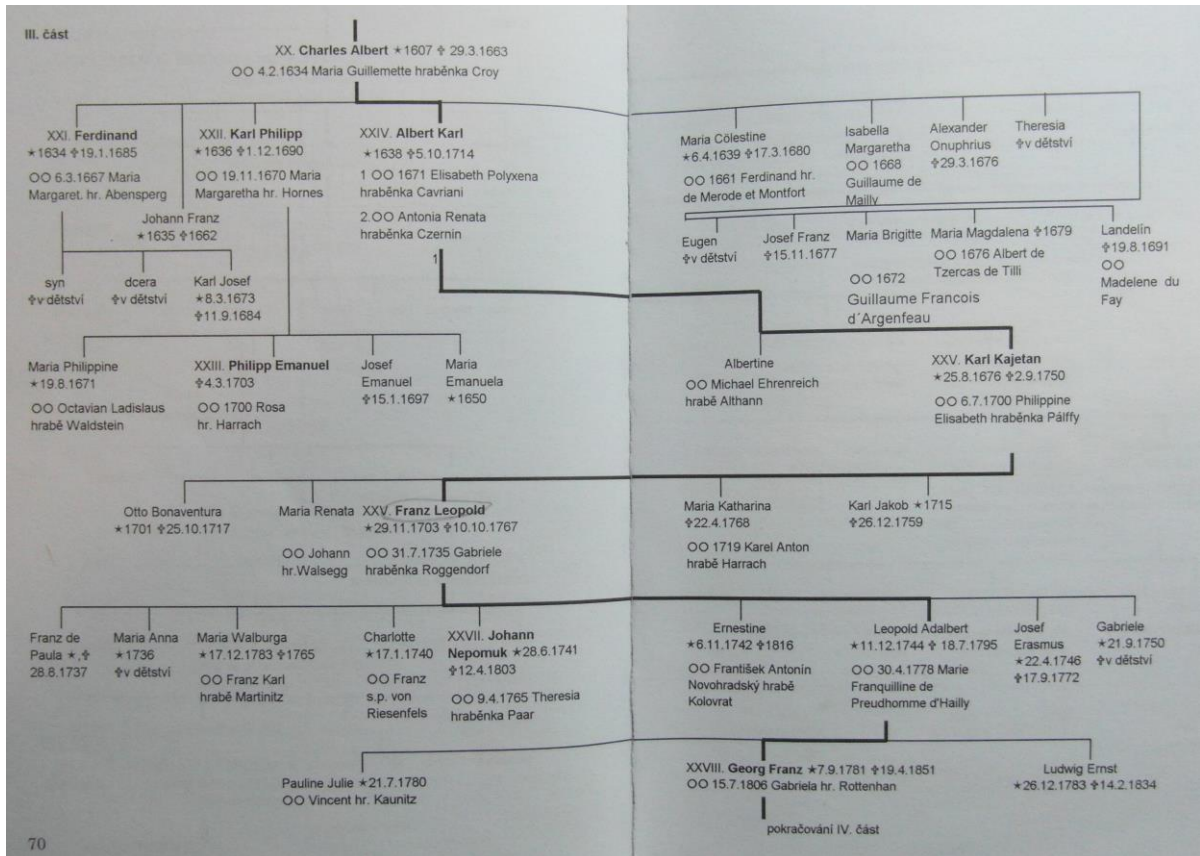 III. část
XX. Charles Albert ★1607 ✞ 29.3.1663
OO 4.2.1634 Maria Guillemette hraběnka Croy
XXI. Ferdinand
★1634 ✞19.1.1685
OO 6.3.1667 Maria
Margaret. hr. Abensperg
XXII. Karl Philipp
★1636 ✞1.12.1690
OO 19.11.1670 Maria
Margaretha hr. Hornes
XXIV. Albert Karl
★1638 ✞5.10.1714
1 OO 1671 Elisabeth Polyxena
hraběnka Cavriani
2.OO Antonia Renata
hraběnka Czernin
1
Maria Cölestine
★6.4.1639 ✞17.3.1680
OO 1661 Ferdinand hr.
de Merode et Montfort
Isabella
Margaretha
OO 1668
Guillaume de
Mailly
Alexander
Onuphrius
✞29.3.1676
Theresia
✞v dětství
Johann Franz
★1635 ✞1662
Eugen
✞v dětství
Josef Franz
✞15.11.1677
Maria Brigitte
OO 1672
Guillaume Francois
d´Argenfeau
Maria Magdalena ✞1679
OO 1676 Albert de
Tzercas de Tilli
Landelín
✞19.8.1691
OO
Madelene du
Fay
syn
✞v dětství
dcera
✞v dětství
Karl Josef
★8.3.1673
✞11.9.1684
Maria Philippine
★19.8.1671
OO Octavian Ladislaus
hrabě Waldstein
XXIII. Philipp Emanuel
✞4.3.1703
OO 1700 Rosa
hr. Harrach
Josef
Emanuel
✞15.1.1697
Maria
Emanuela
★1650
Albertine
OO Michael Ehrenreich
hrabě Althann
XXV. Karl Kajetan
★25.8.1676 ✞2.9.1750
OO 6.7.1700 Philippine
Elisabeth hraběnka Pálffy
Otto Bonaventura
★1701 ✞25.10.1717
Maria Renata
OO Johann
hr.Walsegg
XXV. Franz Leopold
★29.11.1703 ✞10.10.1767
OO 31.7.1735 Gabriele
hraběnka Roggendorf
Maria Katharina
✞22.4.1768
OO 1719 Karel Anton
hrabě Harrach
Karl Jakob ★1715
✞26.12.1759
Franz de
Paula ★,✞
28.8.1737
Maria Anna
★1736
✞v dětství
Maria Walburga
★17.12.1783 ✞1765
OO Franz Karl
hrabě Martinitz
Charlotte
★17.1.1740
OO Franz
s.p. von
Riesenfels
XXVII. Johann
Nepomuk ★28.6.1741
✞12.4.1803
OO 9.4.1765 Theresia
hraběnka Paar
Ernestine
★6.11.1742 ✞1816
OO František Antonín
Novohradský hrabě
Kolovrat
Leopold Adalbert
★11.12.1744 ✞ 18.7.1795
OO 30.4.1778 Marie
Franquilline de
Preudhomme d'Hailly
Josef
Erasmus
★22.4.1746
✞17.9.1772
Gabriele
★21.9.1750
✞v dětství
Pauline Julie ★21.7.1780
OO Vincent hr. Kaunitz
XXVIII. Georg Franz ★7.9.1781 ✞19.4.1851
OO 15.7.1806 Gabriela hr. Rottenhan
Ludwig Ernst
★26.12.1783 ✞14.2.1834
pokračování IV. část
70